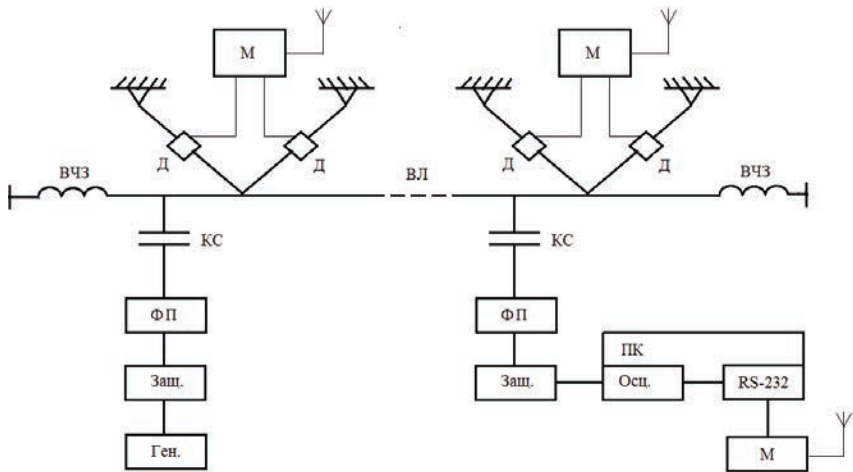 М
М
Д
Д
Д
Д
ВЧЗ
ВЛ
ВЧЗ
КС
КС
ФП
ФП
ПК
Защ.
Защ.
Осц.
RS-232
Ген.
М